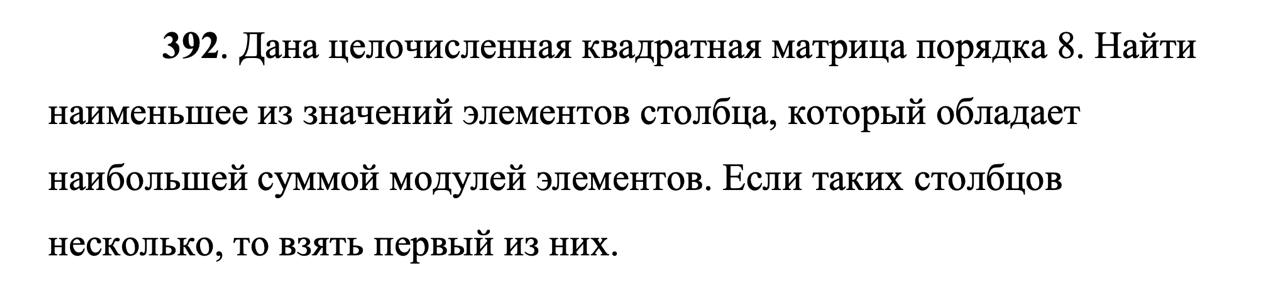 392. Дана целочисленная квадратная матрица порядка 8. Найти
наименьшее из значений элементов столбца, который обладает
наибольшей суммой модулей элементов. Если таких столбцов
несколько, то взять первый из них.